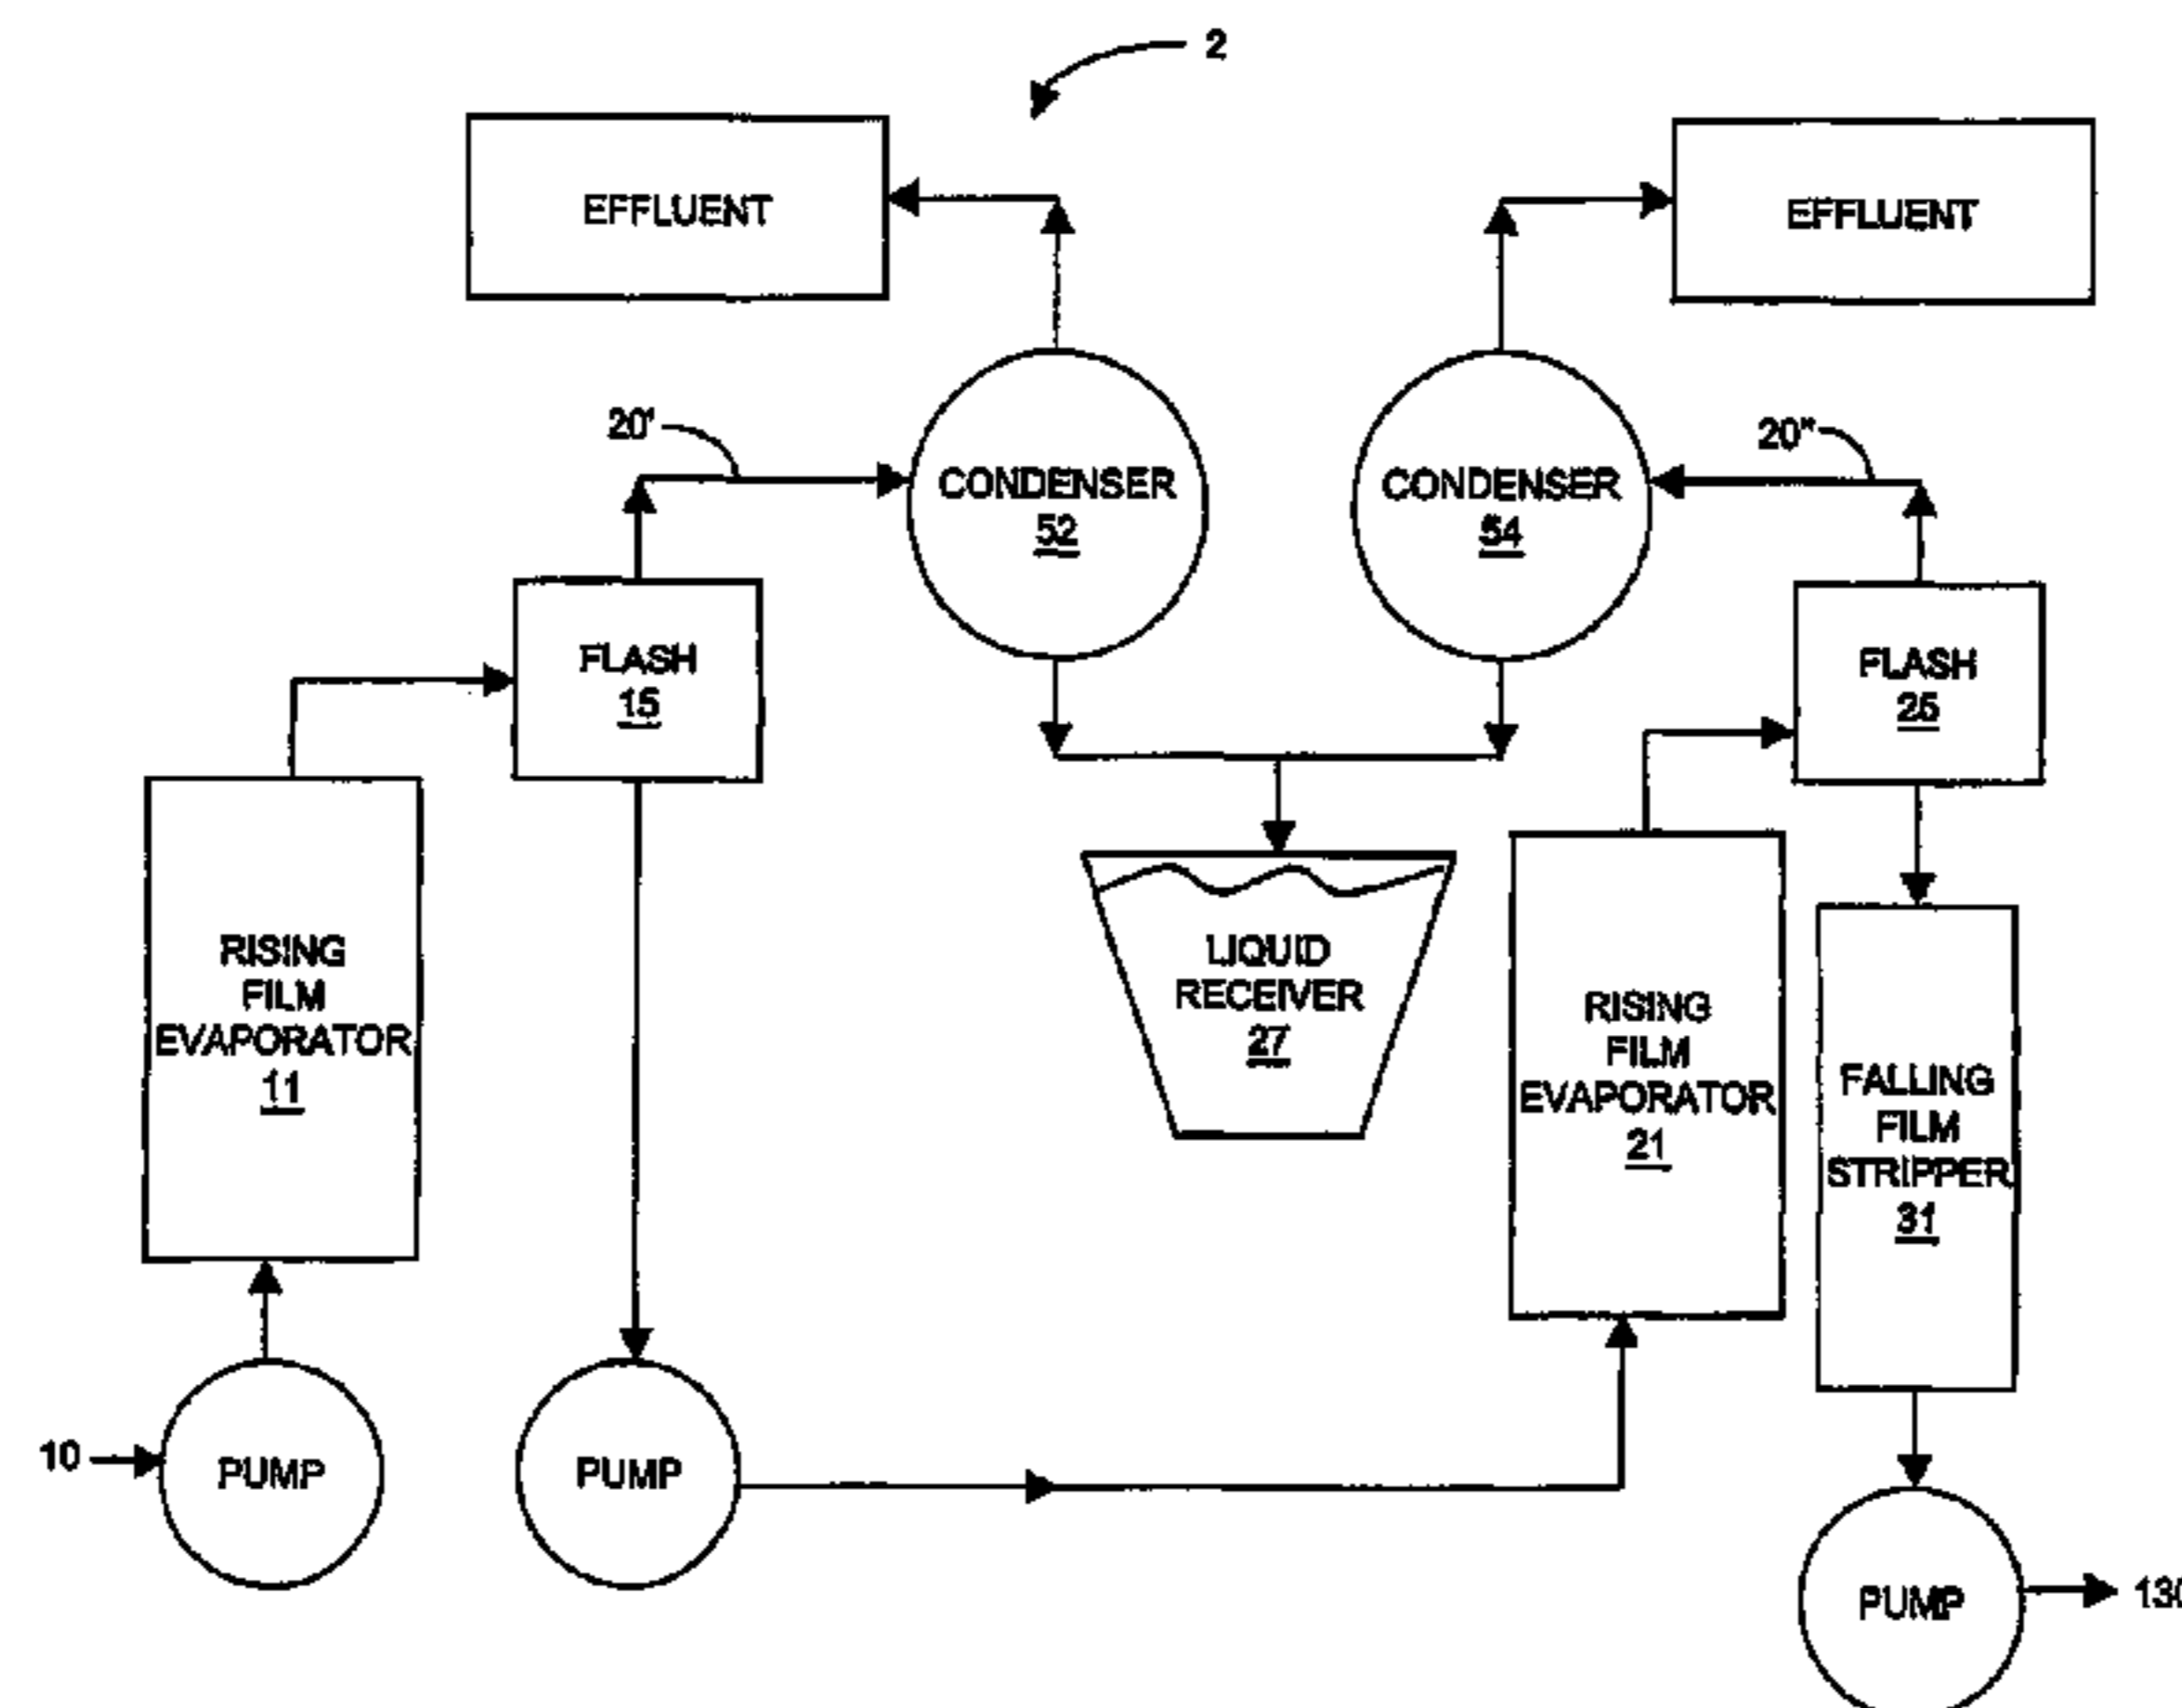 2
EFFLUENT
EFFLUENT
20'
CONDENSER
52
CONDENSER
54
20"
FLASH
15
FLASH
25
RISING
FILM
EVAPORATOR
11
LIQUID
RECEIVER
27
RISING
FILM
EVAPORATOR
21
FALLING
FILM
STRIPPER
31
10
PUMP
PUMP
PUMP
130